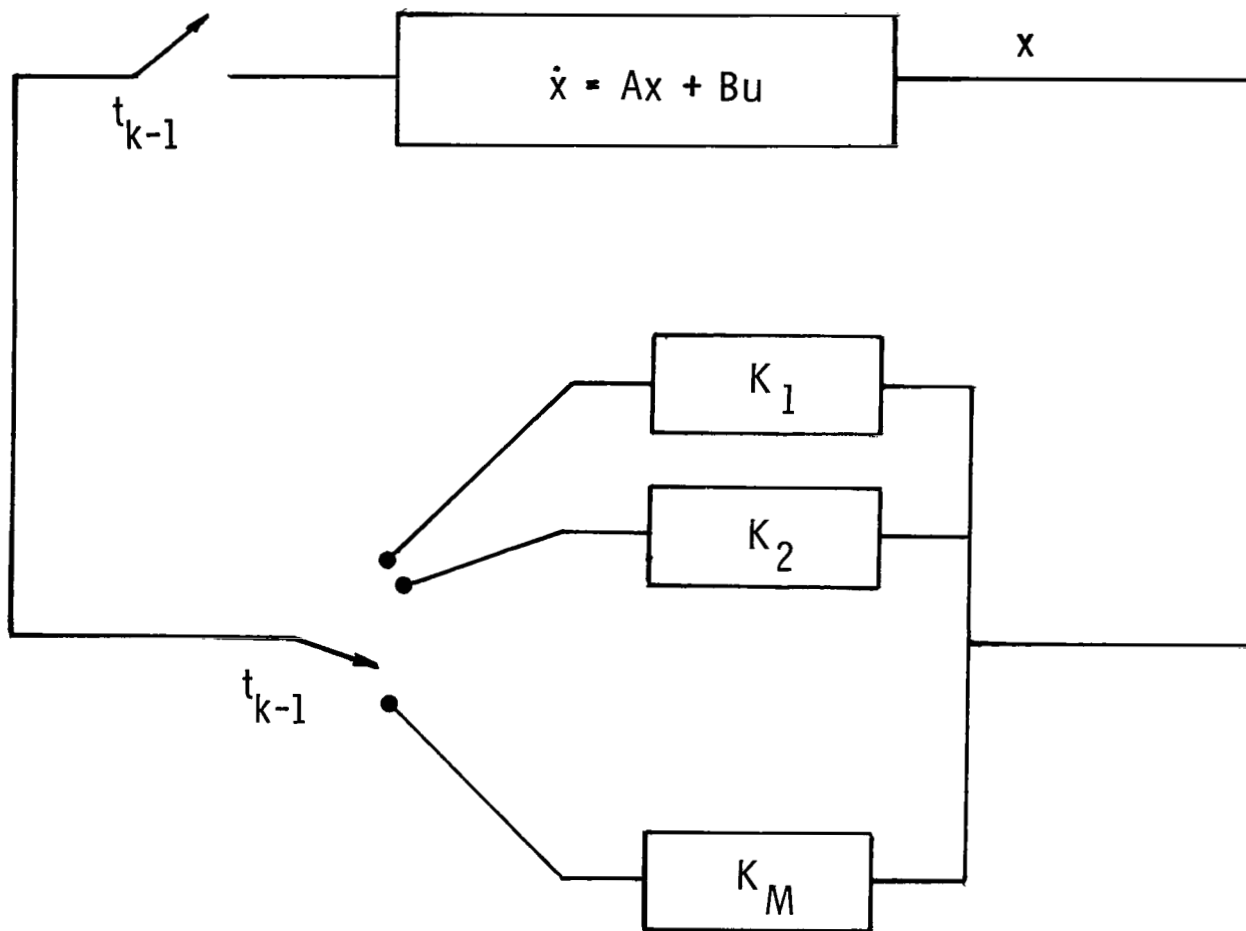 x
ẋ = Ax + Bu
t_{k-1}
K_1
K_2
t_{k-1}
K_M